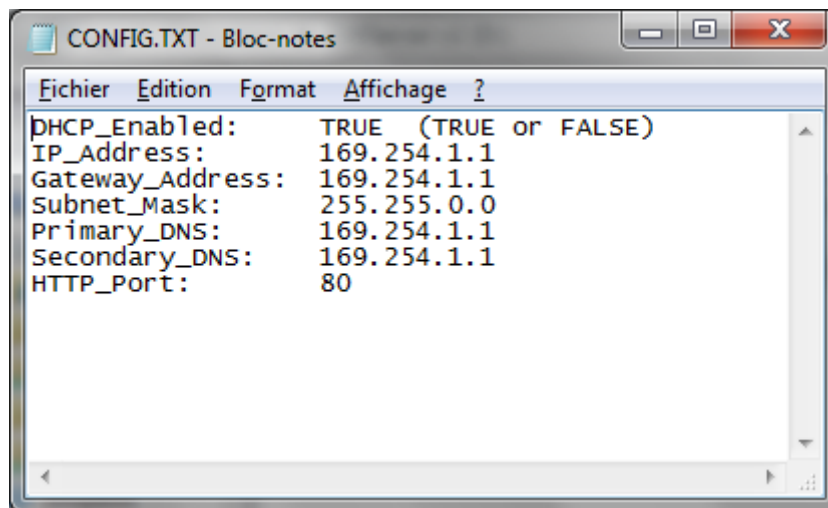 CONFIG.TXT - Bloc-notes
Fichier Edition Format Affichage ?
DHCP_Enabled: TRUE (TRUE or FALSE)
IP_Address: 169.254.1.1
Gateway_Address: 169.254.1.1
Subnet_Mask: 255.255.0.0
Primary_DNS: 169.254.1.1
Secondary_DNS: 169.254.1.1
HTTP_Port: 80